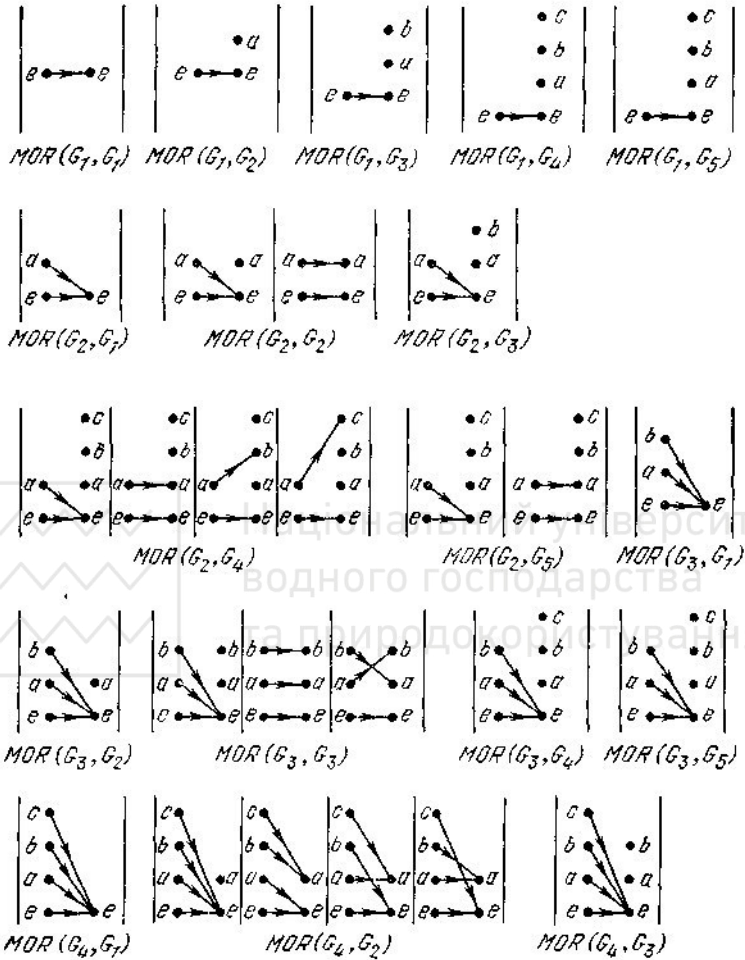 c c
b b b
a a a a
e e e e e e e e e e
MOR(G₁,G₁) MOR(G₁,G₂) MOR(G₁,G₃) MOR(G₁,G₄) MOR(G₁,G₅)
b
a a a a a a a
e e e e e e e e
MOR(G₂,G₁) MOR(G₂,G₂) MOR(G₂,G₃)
c c c c c c
b b b b b b b
a a a a a a a a a a a a a
e e e e e e e e e e e e e e
Національний університ
MOR(G₂,G₄) MOR(G₂,G₅) MOR(G₃,G₁)
водного господарства
c c
та природокористуванн
b b b b b b b b b b
a a a a a a a a a a a a
e e c e e e e e e e e e
MOR(G₃,G₂) MOR(G₃,G₃) MOR(G₃,G₄) MOR(G₃,G₅)
c c c c c c
b b b b b b b
a a a a a a a a a a a
e e e e e e e e e e e e
MOR(G₄,G₁) MOR(G₄,G₂) MOR(G₄,G₃)